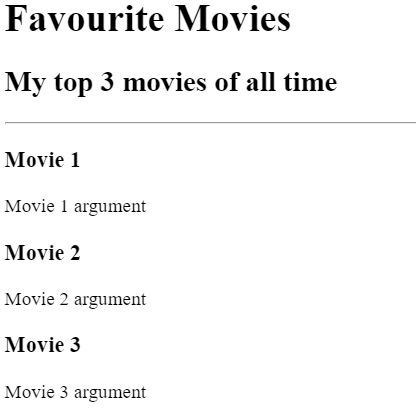 Favourite Movies
My top 3 movies of all time
Movie 1
Movie 1 argument
Movie 2
Movie 2 argument
Movie 3
Movie 3 argument